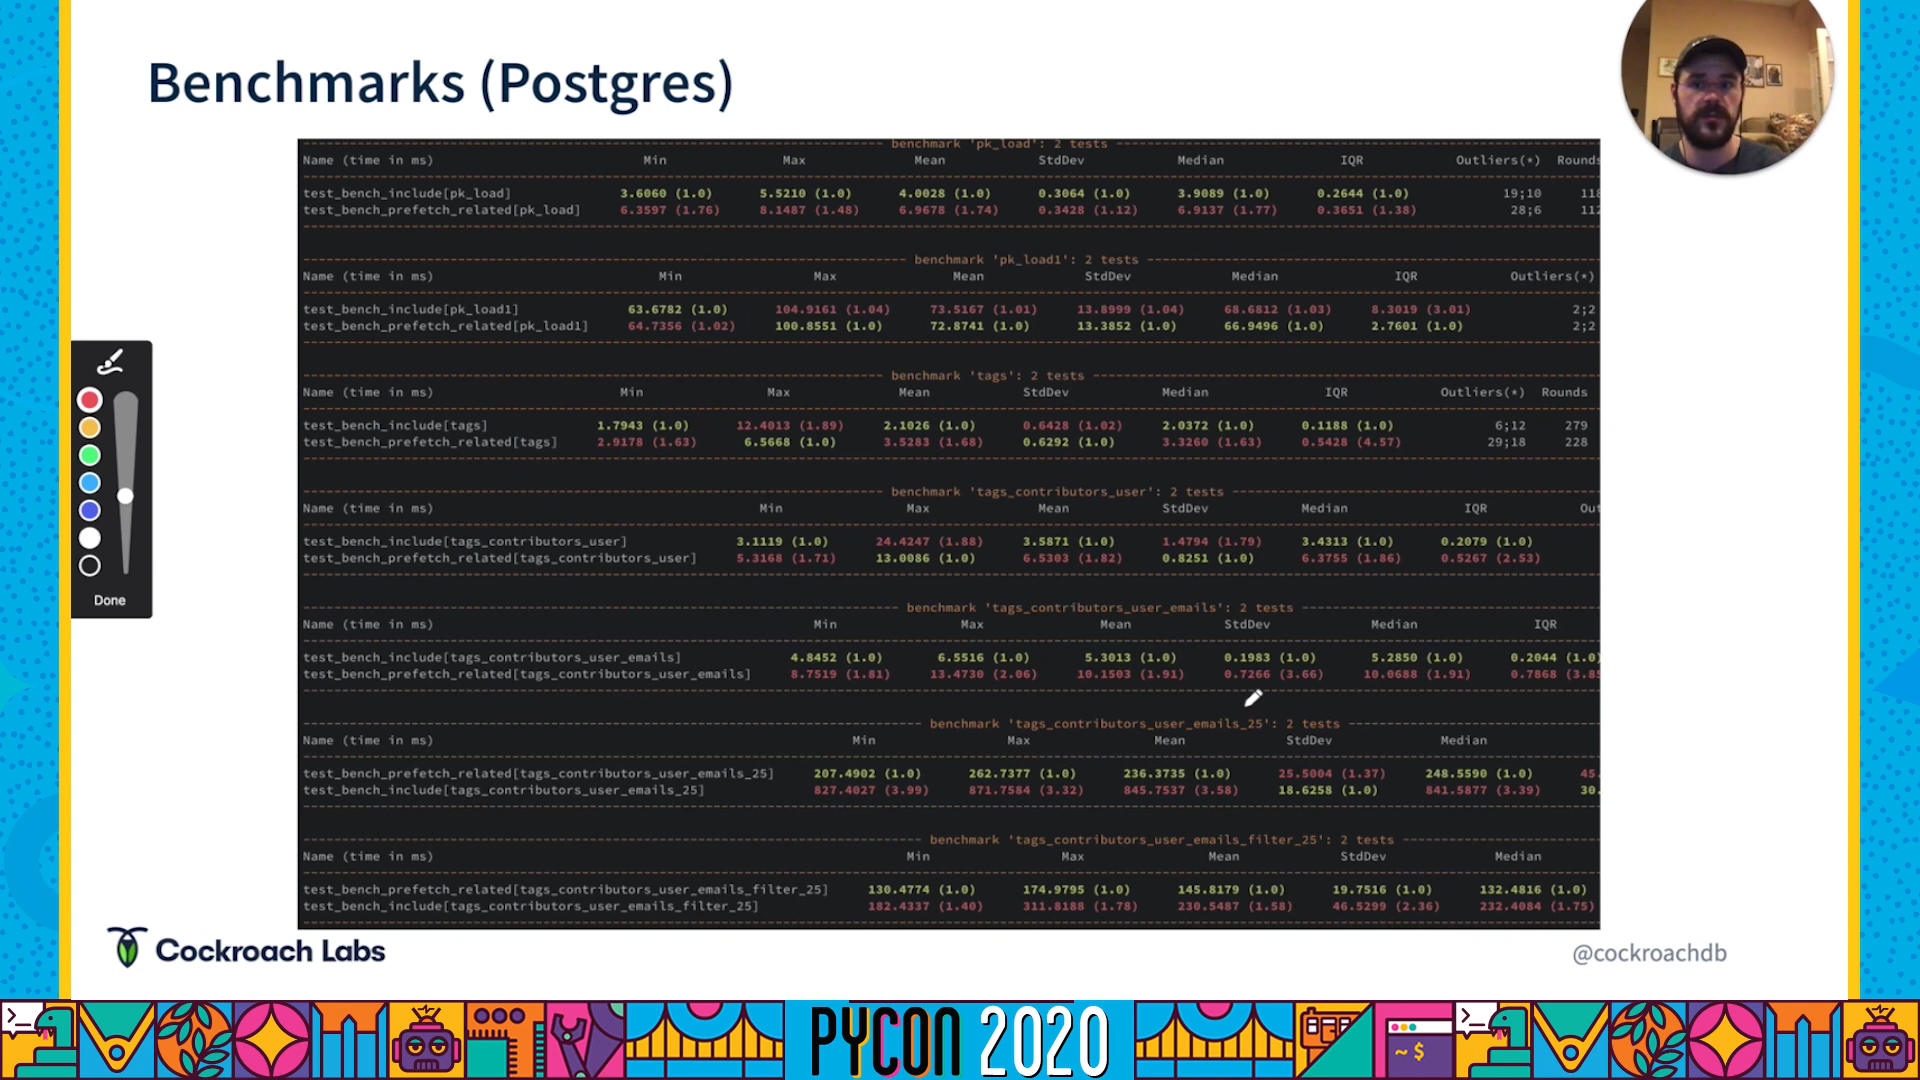 Benchmarks (Postgres)
benchmark 'pk_load': 2 tests
Name (time in ms) Min Max Mean StdDev Median IQR Outliers(*) Rounds
test_bench_include[pk_load] 3.6060 (1.0) 5.5210 (1.0) 4.0028 (1.0) 0.3064 (1.0) 3.9089 (1.0) 0.2644 (1.0) 19;10 118
test_bench_prefetch_related[pk_load] 6.3597 (1.76) 8.1487 (1.48) 6.9678 (1.74) 0.3428 (1.12) 6.9137 (1.77) 0.3651 (1.38) 28;6 112
benchmark 'pk_load1': 2 tests
Name (time in ms) Min Max Mean StdDev Median IQR Outliers(*)
test_bench_include[pk_load1] 63.6782 (1.0) 104.9161 (1.04) 73.5167 (1.01) 13.8999 (1.04) 68.6812 (1.03) 8.3019 (3.01) 2;2
test_bench_prefetch_related[pk_load1] 64.7356 (1.02) 100.8551 (1.0) 72.8741 (1.0) 13.3852 (1.0) 66.9496 (1.0) 2.7601 (1.0) 2;2
benchmark 'tags': 2 tests
Name (time in ms) Min Max Mean StdDev Median IQR Outliers(*) Rounds
test_bench_include[tags] 1.7943 (1.0) 12.4013 (1.89) 2.1026 (1.0) 0.6428 (1.02) 2.0372 (1.0) 0.1188 (1.0) 6;12 279
test_bench_prefetch_related[tags] 2.9178 (1.63) 6.5668 (1.0) 3.5283 (1.68) 0.6292 (1.0) 3.3260 (1.63) 0.5428 (4.57) 29;18 228
benchmark 'tags_contributors_user': 2 tests
Name (time in ms) Min Max Mean StdDev Median IQR Out
test_bench_include[tags_contributors_user] 3.1119 (1.0) 24.4247 (1.88) 3.5871 (1.0) 1.4794 (1.79) 3.4313 (1.0) 0.2079 (1.0)
test_bench_prefetch_related[tags_contributors_user] 5.3168 (1.71) 13.0086 (1.0) 6.5303 (1.82) 0.8251 (1.0) 6.3755 (1.86) 0.5267 (2.53)
benchmark 'tags_contributors_user_emails': 2 tests
Name (time in ms) Min Max Mean StdDev Median IQR
test_bench_include[tags_contributors_user_emails] 4.8452 (1.0) 6.5516 (1.0) 5.3013 (1.0) 0.1983 (1.0) 5.2850 (1.0) 0.2044 (1.0)
test_bench_prefetch_related[tags_contributors_user_emails] 8.7519 (1.81) 13.4730 (2.06) 10.1503 (1.91) 0.7266 (3.66) 10.0688 (1.91) 0.7868 (3.8
benchmark 'tags_contributors_user_emails_25': 2 tests
Name (time in ms) Min Max Mean StdDev Median
test_bench_prefetch_related[tags_contributors_user_emails_25] 207.4902 (1.0) 262.7377 (1.0) 236.3735 (1.0) 25.5004 (1.37) 248.5590 (1.0) 45.
test_bench_include[tags_contributors_user_emails_25] 827.4027 (3.99) 871.7584 (3.32) 845.7537 (3.58) 18.6258 (1.0) 841.5877 (3.39) 30.
benchmark 'tags_contributors_user_emails_filter_25': 2 tests
Name (time in ms) Min Max Mean StdDev Median
test_bench_prefetch_related[tags_contributors_user_emails_filter_25] 130.4774 (1.0) 174.9795 (1.0) 145.8179 (1.0) 19.7516 (1.0) 132.4816 (1.0)
test_bench_include[tags_contributors_user_emails_filter_25] 182.4337 (1.40) 311.8188 (1.78) 230.5487 (1.58) 46.5299 (2.36) 232.4084 (1.75)
Done
Cockroach Labs
@cockroachdb
PYCON 2020
~ $